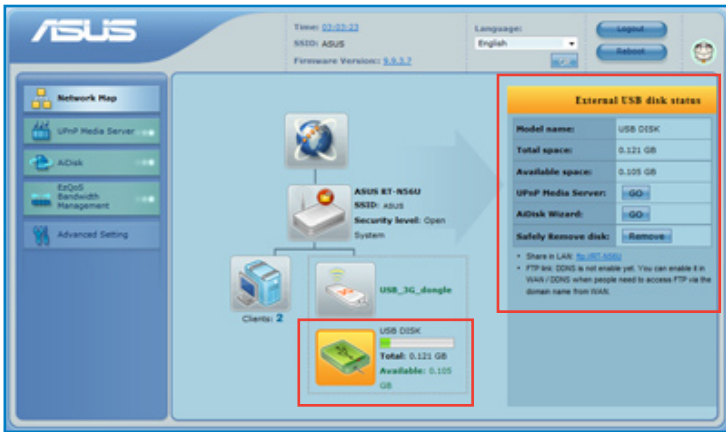 ASUS
Time: 03:03:23
SSID: ASUS
Firmware Version: 9.9.3.7
Language:
English
GO
Logout
Reboot
Network Map
UPnP Media Server
AiDisk
EzQoS
Bandwidth
Management
Advanced Setting
ASUS RT-N56U
SSID: ASUS
Security level: Open
System
Clients: 2
USB_3G_dongle
USB DISK
Total: 0.121 GB
Available: 0.105
GB
External USB disk status
Model name: USB DISK
Total space: 0.121 GB
Available space: 0.105 GB
UPnP Media Server: GO
AiDisk Wizard: GO
Safely Remove disk: Remove
• Share in LAN: ftp://RT-N56U
• FTP link: DDNS is not enable yet. You can enable it in
WAN / DDNS when people need to access FTP via the
domain name from WAN.